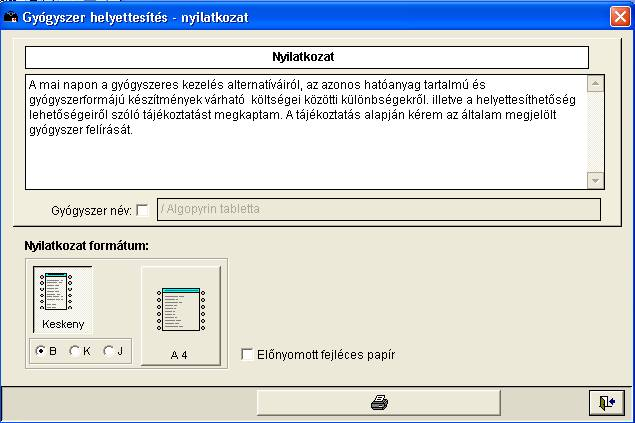 Gyógyszer helyettesítés - nyilatkozat
Nyilatkozat
A mai napon a gyógyszeres kezelés alternatíváiról, az azonos hatóanyag tartalmú és
gyógyszerformájú készítmények várható költségei közötti különbségekről. illetve a helyettesíthetőség
lehetőségeiről szóló tájékoztatást megkaptam. A tájékoztatás alapján kérem az általam megjelölt
gyógyszer felírását.
Gyógyszer név:
/ Algopyrin tabletta
Nyilatkozat formátum:
Keskeny
B K J
A 4
Előnyomott fejléces papír